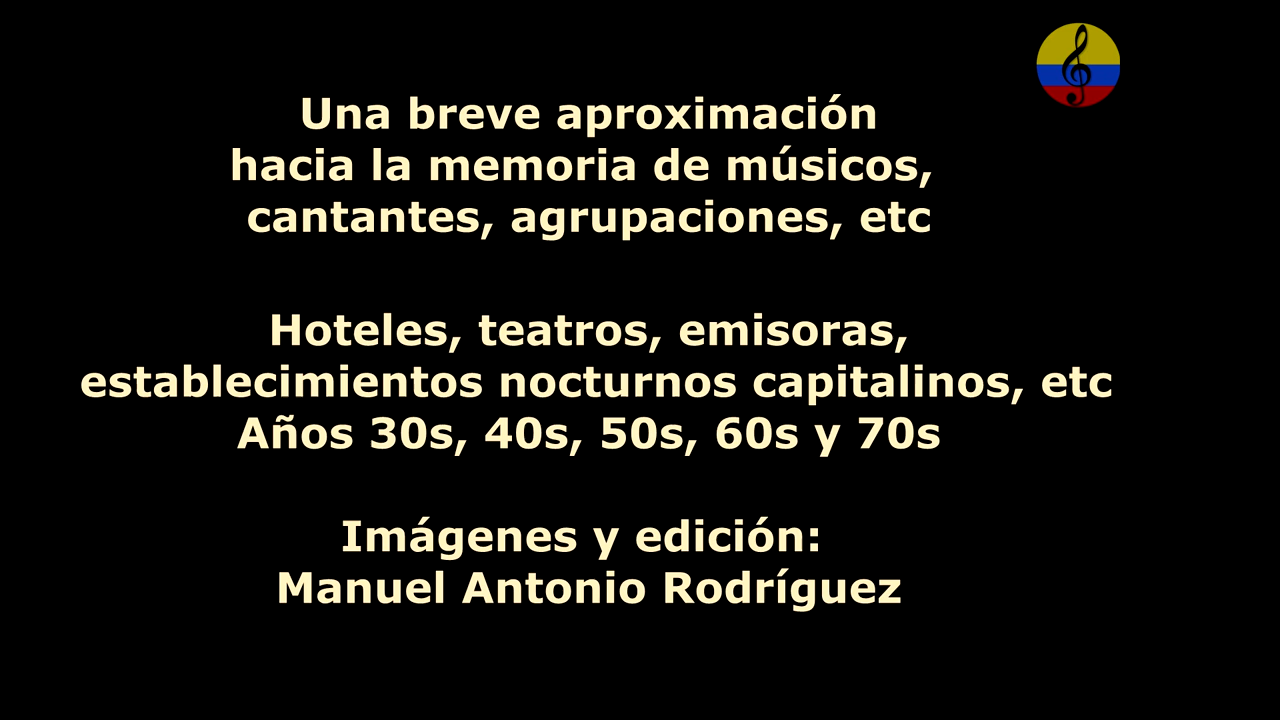 Una breve aproximación
hacia la memoria de músicos,
cantantes, agrupaciones, etc
Hoteles, teatros, emisoras,
establecimientos nocturnos capitalinos, etc
Años 30s, 40s, 50s, 60s y 70s
Imágenes y edición:
Manuel Antonio Rodríguez